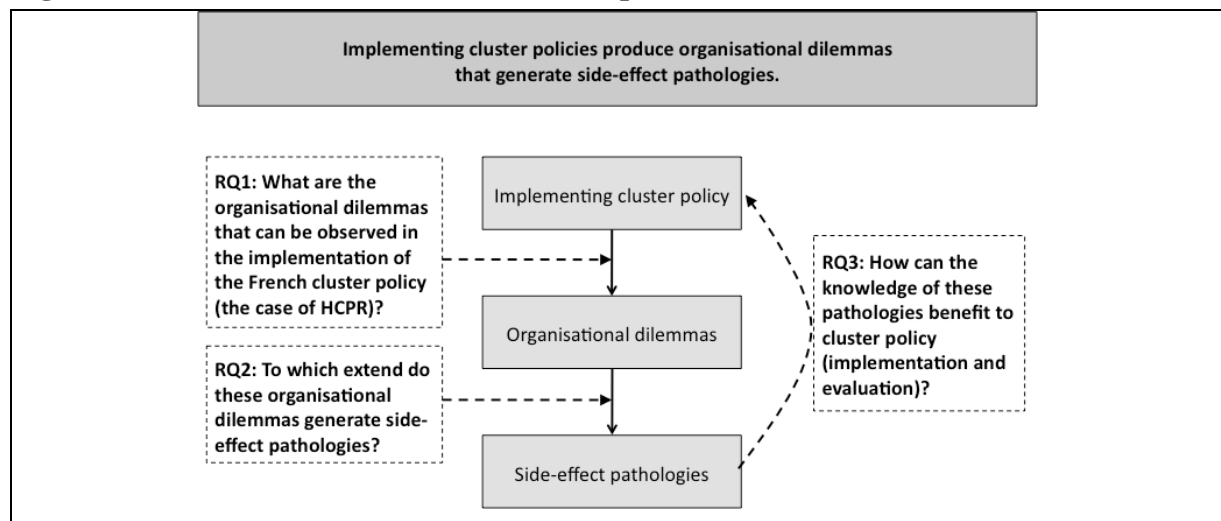 Implementing cluster policies produce organisational dilemmas
that generate side-effect pathologies.
RQ1: What are the
organisational dilemmas
that can be observed in
the implementation of
the French cluster policy
(the case of HCPR)?
Implementing cluster policy
RQ3: How can the
knowledge of these
pathologies benefit to
cluster policy
(implementation and
evaluation)?
Organisational dilemmas
RQ2: To which extend do
these organisational
dilemmas generate side-
effect pathologies?
Side-effect pathologies